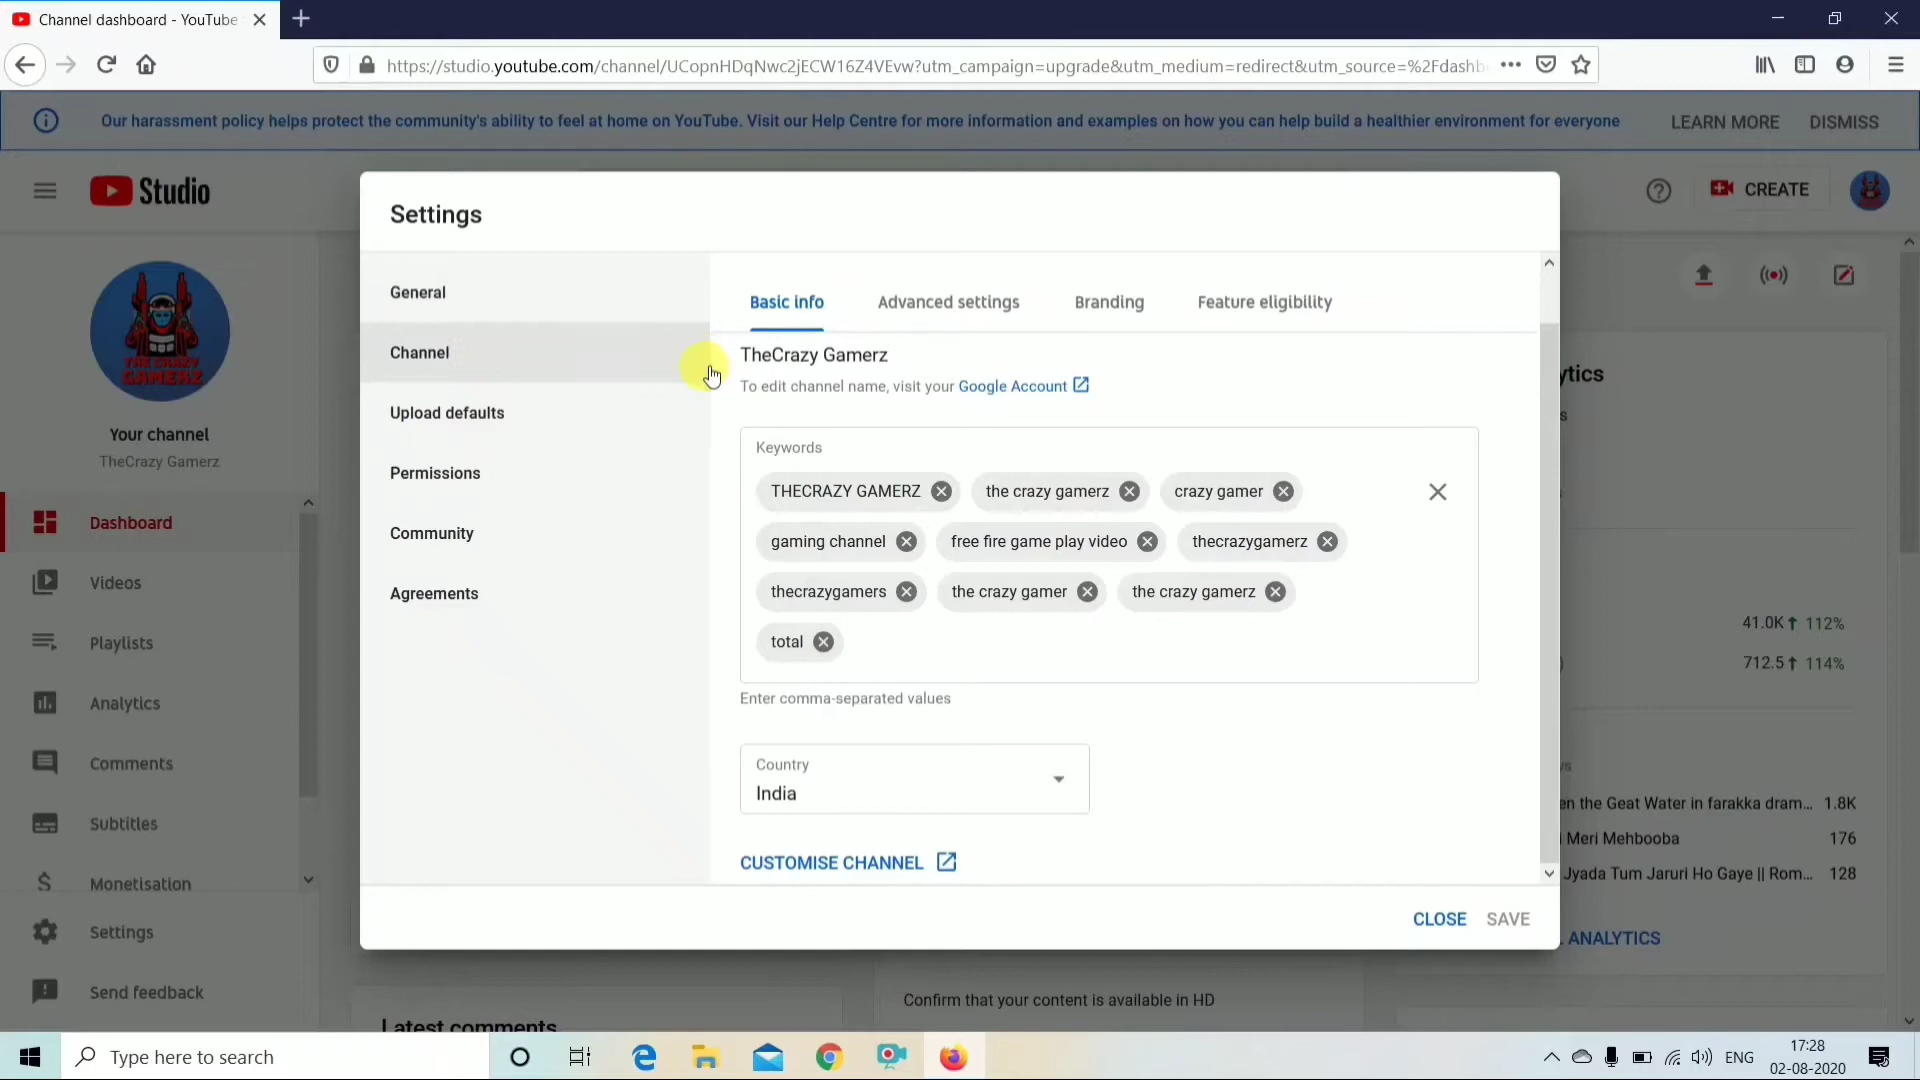 Channel dashboard - YouTube
https://studio.youtube.com/channel/UCopnHDqNwc2jECW16Z4VEvw?utm_campaign=upgrade&utm_medium=redirect&utm_source=%2Fdashb
Our harassment policy helps protect the community's ability to feel at home on YouTube. Visit our Help Centre for more information and examples on how you can help build a healthier environment for everyone
LEARN MORE DISMISS
Studio
CREATE
THE CRAZY
GAMERZ
Your channel
TheCrazy Gamerz
Dashboard
Videos
Playlists
Analytics
Comments
Subtitles
Monetisation
Settings
Send feedback
Settings
General
Channel
Upload defaults
Permissions
Community
Agreements
Basic info Advanced settings Branding Feature eligibility
TheCrazy Gamerz
To edit channel name, visit your Google Account
Keywords
THECRAZY GAMERZ the crazy gamerz crazy gamer
gaming channel free fire game play video thecrazygamerz
thecrazygamers the crazy gamer the crazy gamerz
total
Enter comma-separated values
Country
India
CUSTOMISE CHANNEL
CLOSE SAVE
ytics
41.0K 112%
712.5 114%
en the Geat Water in farakka dram... 1.8K
Meri Mehbooba 176
Jyada Tum Jaruri Ho Gaye || Rom... 128
ANALYTICS
Confirm that your content is available in HD
Latest comments
Type here to search
ENG
17:28
02-08-2020